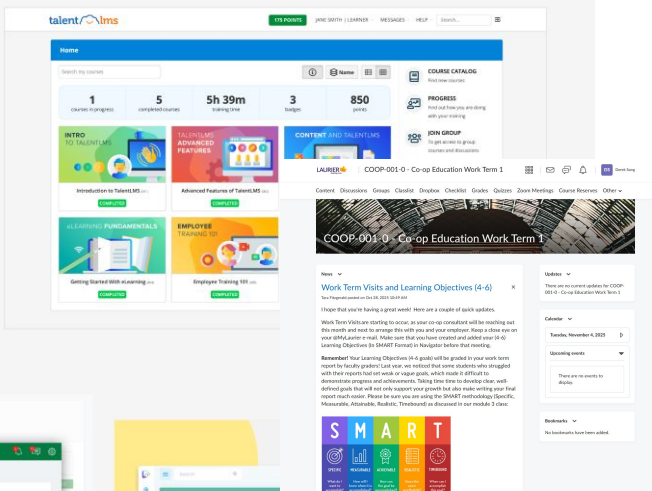 talentlms
175 POINTS JANE SMITH | LEARNER MESSAGES HELP Search...
Home
Search my courses
Name
COURSE CATALOG
Find new courses
1 5 5h 39m 3 850
courses in progress completed courses training time badges points
PROGRESS
Find out how you are doing
with your training
JOIN GROUP
To get access to group
courses and discussions
INTRO
TO TALENTLMS
TALENTLMS
ADVANCED
FEATURES
CONTENT AND TALENTLMS
Introduction to TalentLMS
COMPLETED
Advanced Features of TalentLMS
COMPLETED
eLEARNING FUNDAMENTALS
EMPLOYEE
TRAINING 101
Getting Started With eLearning
COMPLETED
Employee Training 101
COMPLETED
LAURIER COOP-001-0 - Co-op Education Work Term 1 DS Derek Song
Content Discussions Groups Classlist Dropbox Checklist Grades Quizzes Zoom Meetings Course Reserves Other
COOP-001-0 - Co-op Education Work Term 1
News
Work Term Visits and Learning Objectives (4-6) ×
Tara Fitzgerald posted on Oct 28, 2025 10:49 AM
I hope that you're having a great week! Here are a couple of quick updates.
Work Term Visits are starting to occur, as your co-op consultant will be reaching out
this month and next to arrange this with you and your employer. Keep a close eye on
your @MyLaurier e-mail. Make sure that you have created and added your (4-6)
Learning Objectives (In SMART Format) in Navigator before that meeting.
Remember! Your Learning Objectives (4-6 goals) will be graded in your work term
report by faculty graders! Last year, we noticed that some students who struggled
with their reports had set weak or vague goals, which made it difficult to
demonstrate progress and achievements. Taking time time to develop clear, well-
defined goals that will not only support your growth but also make writing your final
report much easier. Please be sure you are using the SMART methodology (Specific,
Measurable, Attainable, Realistic, Timebound) as discussed in our module 3 class:
S M A R T
SPECIFIC MEASURABLE ACHIEVABLE REALISTIC TIMEBOUND
Updates
There are no current updates for COOP-
001-0 - Co-op Education Work Term 1
Calendar
Tuesday, November 4, 2025
Upcoming events
There are no events to
display.
Bookmarks
No bookmarks have been added.
Search